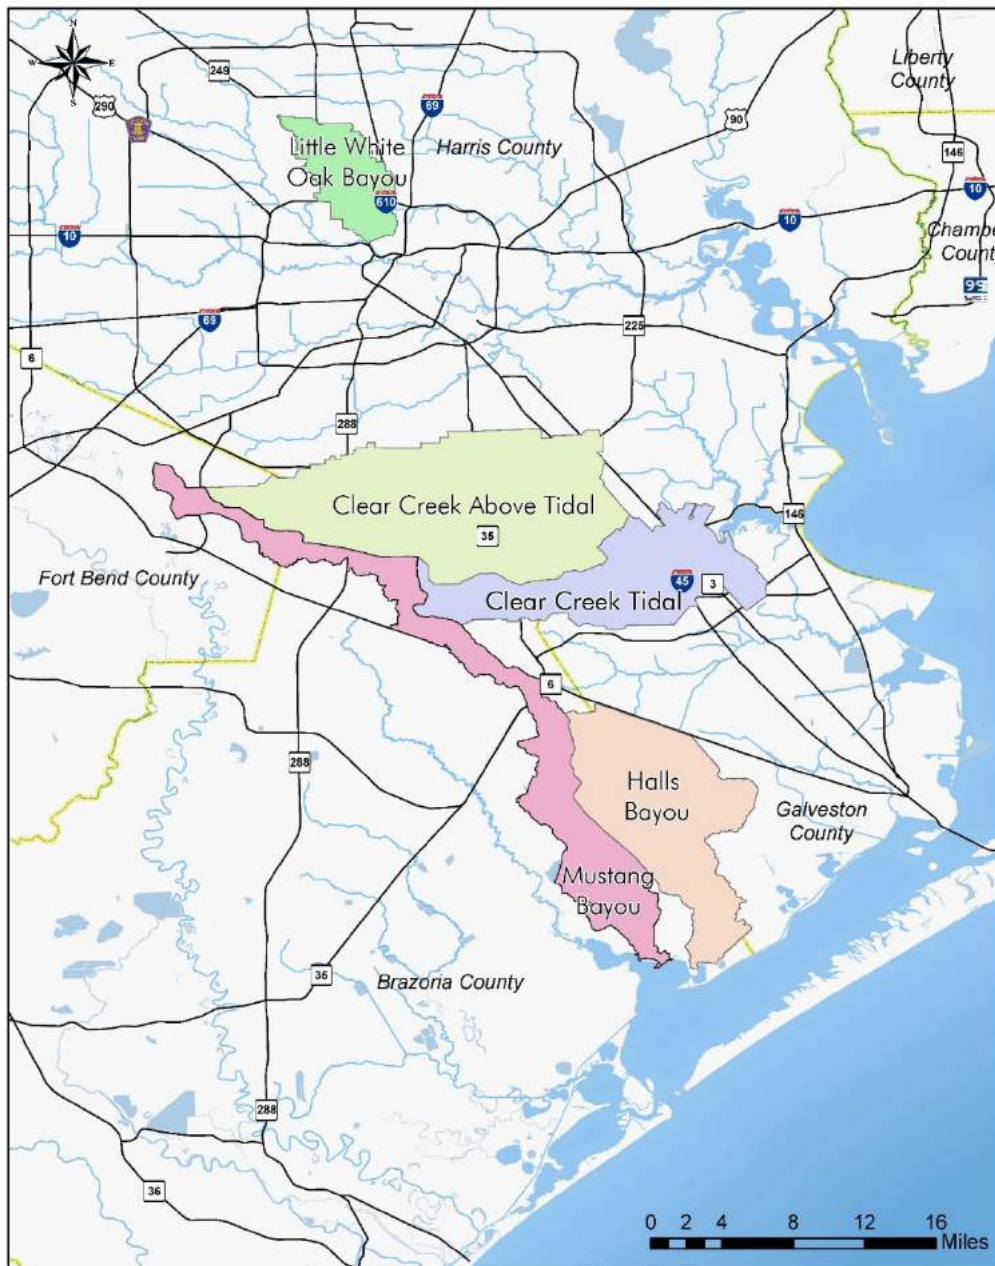 N
W
E
S
249
290
69
90
Liberty
County
Little White
Oak Bayou
Harris County
146
610
10
10
10
Chambe
County
99
69
6
225
288
Clear Creek Above Tidal
35
146
Fort Bend County
45
3
Clear Creek Tidal
6
288
Halls
Bayou
Galveston
County
Mustang
Bayou
35
Brazoria County
288
36
0 2 4 8 12 16
Miles